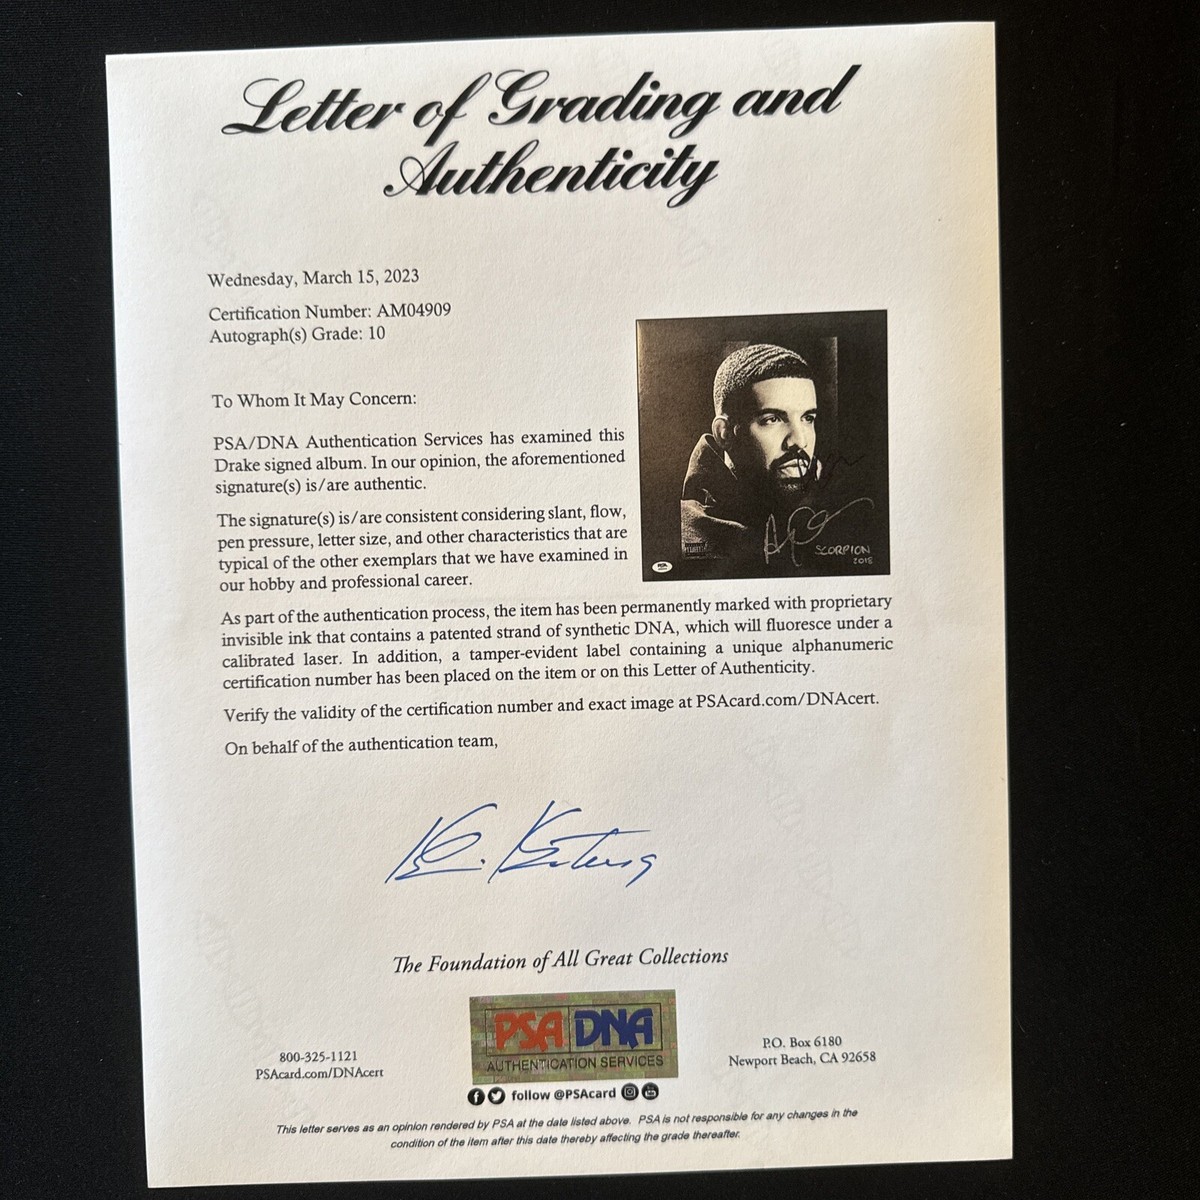 Letter of Grading and
Authenticity
Wednesday, March 15, 2023
Certification Number: AM04909
Autograph(s) Grade: 10
To Whom It May Concern:
PSA/DNA Authentication Services has examined this
Drake signed album. In our opinion, the aforementioned
signature(s) is/are authentic.
The signature(s) is/are consistent considering slant, flow,
pen pressure, letter size, and other characteristics that are
typical of the other exemplars that we have examined in
our hobby and professional career.
SCORPION
2018
As part of the authentication process, the item has been permanently marked with proprietary
invisible ink that contains a patented strand of synthetic DNA, which will fluoresce under a
calibrated laser. In addition, a tamper-evident label containing a unique alphanumeric
certification number has been placed on the item or on this Letter of Authenticity.
Verify the validity of the certification number and exact image at PSAcard.com/DNAcert.
On behalf of the authentication team,
The Foundation of All Great Collections
PSA DNA
AUTHENTICATION SERVICES
800-325-1121
PSAcard.com/DNAcert
P.O. Box 6180
Newport Beach, CA 92658
follow @PSAcard
This letter serves as an opinion rendered by PSA at the date listed above. PSA is not responsible for any changes in the
condition of the item after this date thereby affecting the grade thereafter.